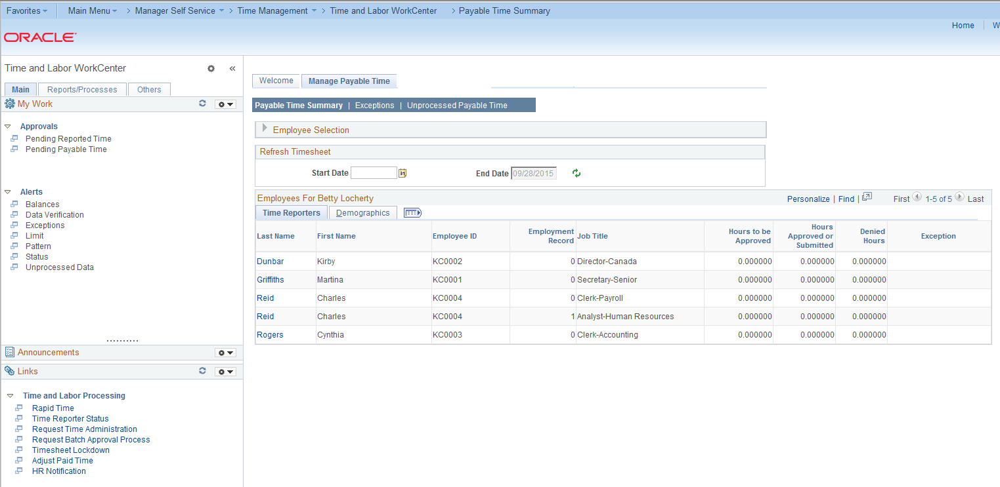 Favorites Main Menu > Manager Self Service > Time Management > Time and Labor WorkCenter > Payable Time Summary
Home
W
ORACLE
Time and Labor WorkCenter «
Main Reports/Processes Others
My Work
Approvals
Pending Reported Time
Pending Payable Time
Alerts
Balances
Data Verification
Exceptions
Limit
Pattern
Status
Unprocessed Data
Announcements
Links
Time and Labor Processing
Rapid Time
Time Reporter Status
Request Time Administration
Request Batch Approval Process
Timesheet Lockdown
Adjust Paid Time
HR Notification
Welcome Manage Payable Time
Payable Time Summary | Exceptions | Unprocessed Payable Time
Employee Selection
Refresh Timesheet
Start Date 31 End Date 09/28/2015
Employees For Betty Locherty Personalize | Find | First 1-5 of 5 Last
Time Reporters Demographics
Last Name First Name Employee ID Employment Record Job Title Hours to be Approved Hours Approved or Submitted Denied Hours Exception
Dunbar Kirby KC0002 0 Director-Canada 0.000000 0.000000 0.000000
Griffiths Martina KC0001 0 Secretary-Senior 0.000000 0.000000 0.000000
Reid Charles KC0004 0 Clerk-Payroll 0.000000 0.000000 0.000000
Reid Charles KC0004 1 Analyst-Human Resources 0.000000 0.000000 0.000000
Rogers Cynthia KC0003 0 Clerk-Accounting 0.000000 0.000000 0.000000